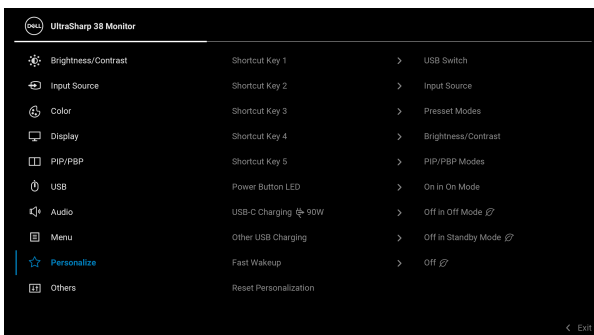 DELL UltraSharp 38 Monitor
Brightness/Contrast Shortcut Key 1 > USB Switch
Input Source Shortcut Key 2 > Input Source
Color Shortcut Key 3 > Presset Modes
Display Shortcut Key 4 > Brightness/Contrast
PIP/PBP Shortcut Key 5 > PIP/PBP Modes
USB Power Button LED > On in On Mode
Audio USB-C Charging 90W > Off in Off Mode
Menu Other USB Charging > Off in Standby Mode
Personalize Fast Wakeup > Off
Others Reset Personalization
< Exit